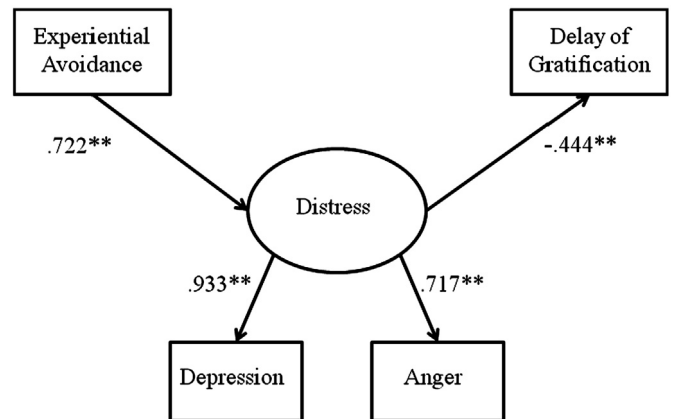 Experiential
Avoidance
Delay of
Gratification
.722**
-.444**
Distress
.933**
.717**
Depression
Anger